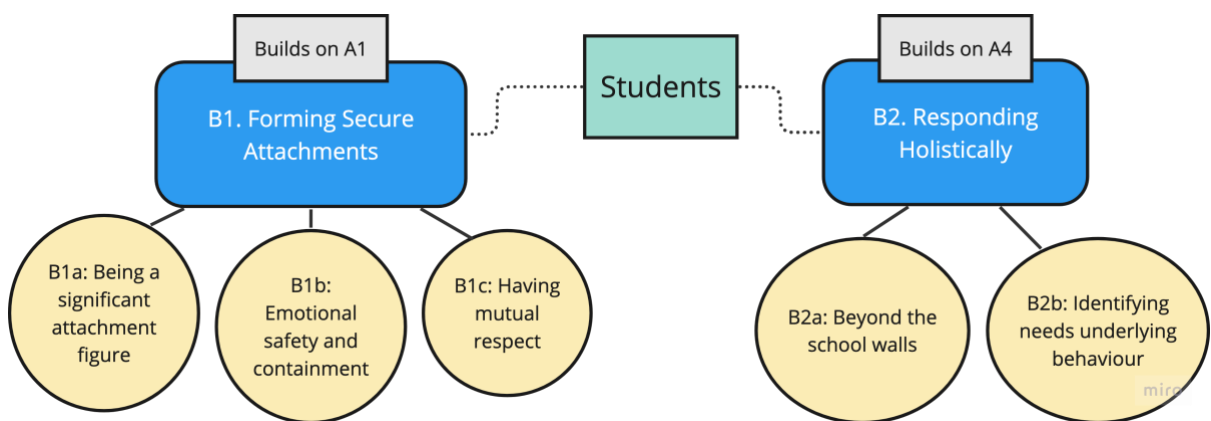 Builds on A1
B1. Forming Secure
Attachments
Students
Builds on A4
B2. Responding
Holistically
B1a: Being a
significant
attachment
figure
B1b:
Emotional
safety and
containment
B1c: Having
mutual
respect
B2a: Beyond the
school walls
B2b: Identifying
needs underlying
behaviour
miro